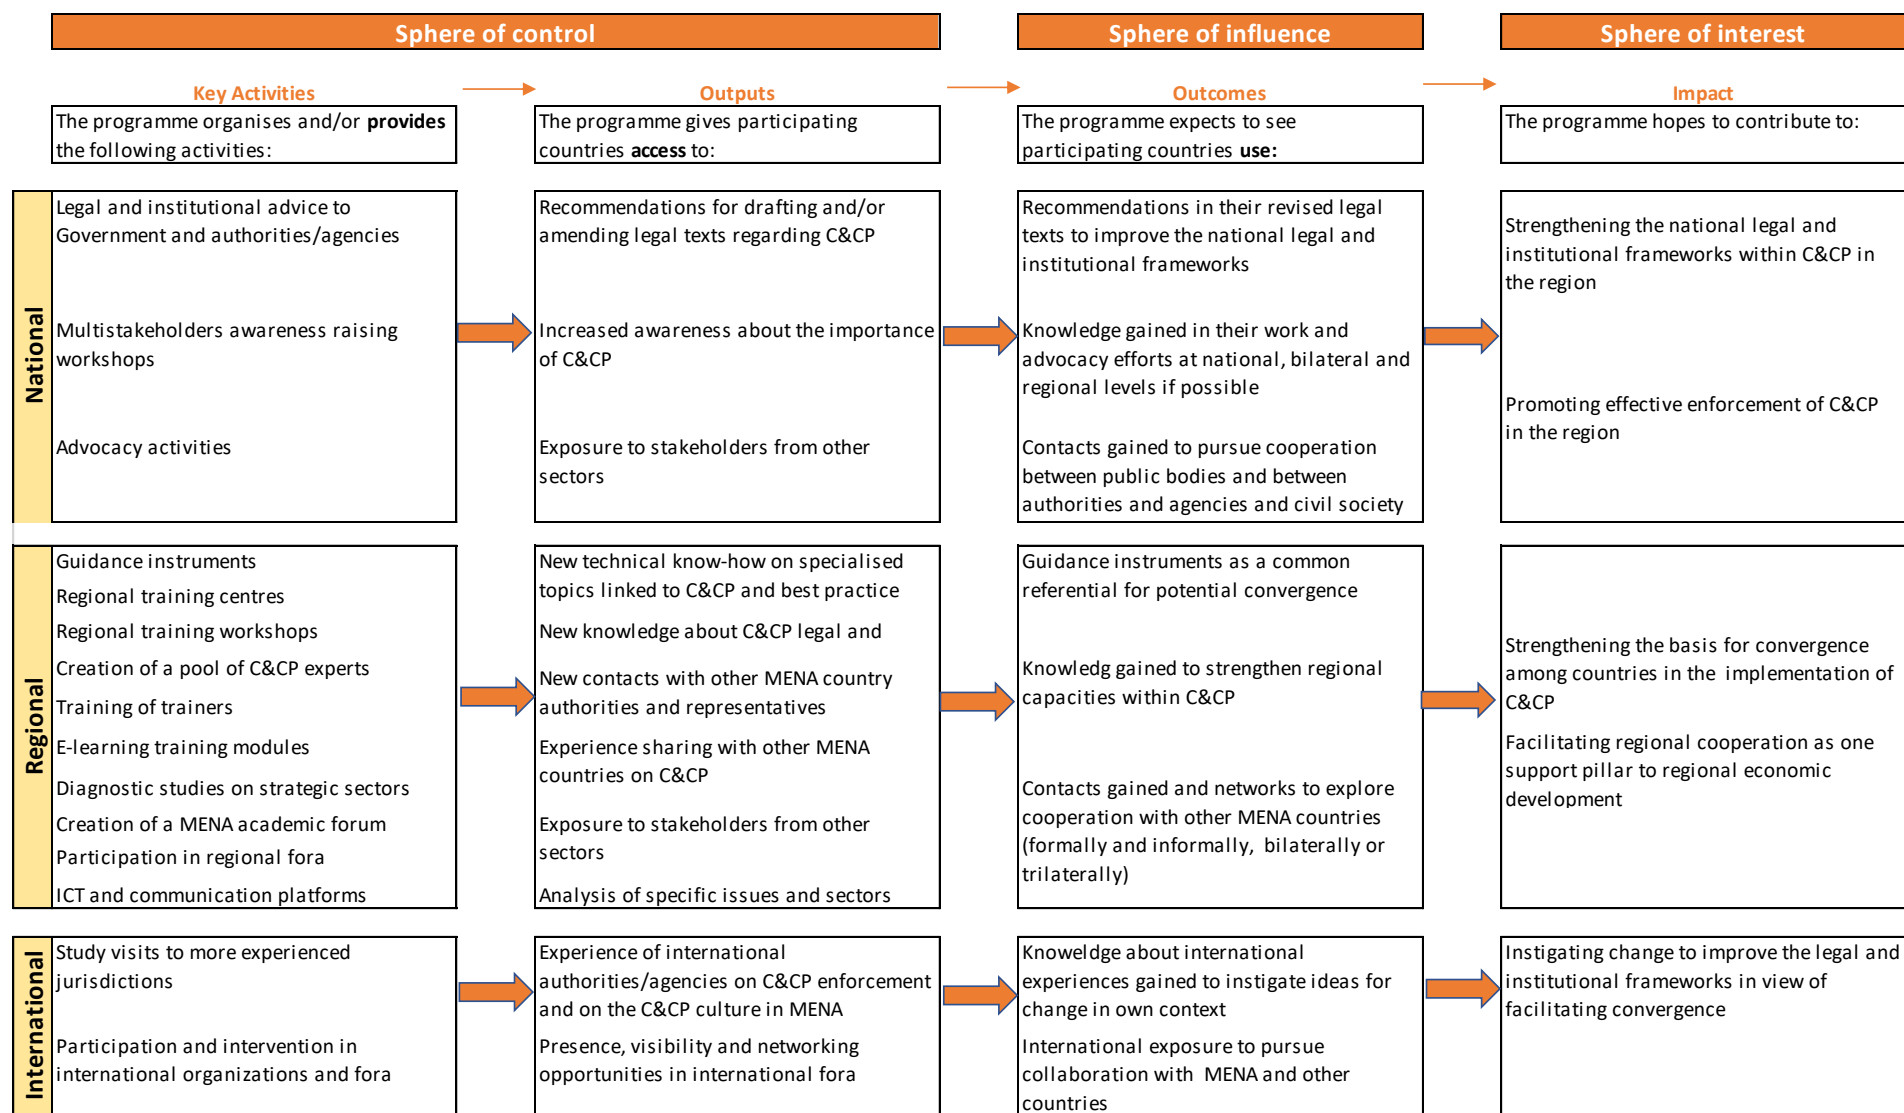 Sphere of control
Sphere of influence
Sphere of interest
Key Activities
Outputs
Outcomes
Impact
The programme organises and/or provides
the following activities:
The programme gives participating
countries access to:
The programme expects to see
participating countries use:
The programme hopes to contribute to:
National
Legal and institutional advice to
Government and authorities/agencies
Multistakeholders awareness raising
workshops
Advocacy activities
Recommendations for drafting and/or
amending legal texts regarding C&CP
Increased awareness about the importance
of C&CP
Exposure to stakeholders from other
sectors
Recommendations in their revised legal
texts to improve the national legal and
institutional frameworks
Knowledge gained in their work and
advocacy efforts at national, bilateral and
regional levels if possible
Contacts gained to pursue cooperation
between public bodies and between
authorities and agencies and civil society
Strengthening the national legal and
institutional frameworks within C&CP in
the region
Promoting effective enforcement of C&CP
in the region
Regional
Guidance instruments
Regional training centres
Regional training workshops
Creation of a pool of C&CP experts
Training of trainers
E-learning training modules
Diagnostic studies on strategic sectors
Creation of a MENA academic forum
Participation in regional fora
ICT and communication platforms
New technical know-how on specialised
topics linked to C&CP and best practice
New knowledge about C&CP legal and
New contacts with other MENA country
authorities and representatives
Experience sharing with other MENA
countries on C&CP
Exposure to stakeholders from other
sectors
Analysis of specific issues and sectors
Guidance instruments as a common
referential for potential convergence
Knowledg gained to strengthen regional
capacities within C&CP
Contacts gained and networks to explore
cooperation with other MENA countries
(formally and informally, bilaterally or
trilaterally)
Strengthening the basis for convergence
among countries in the implementation of
C&CP
Facilitating regional cooperation as one
support pillar to regional economic
development
International
Study visits to more experienced
jurisdictions
Participation and intervention in
international organizations and fora
Experience of international
authorities/agencies on C&CP enforcement
and on the C&CP culture in MENA
Presence, visibility and networking
opportunities in international fora
Knoweldge about international
experiences gained to instigate ideas for
change in own context
International exposure to pursue
collaboration with MENA and other
countries
Instigating change to improve the legal and
institutional frameworks in view of
facilitating convergence